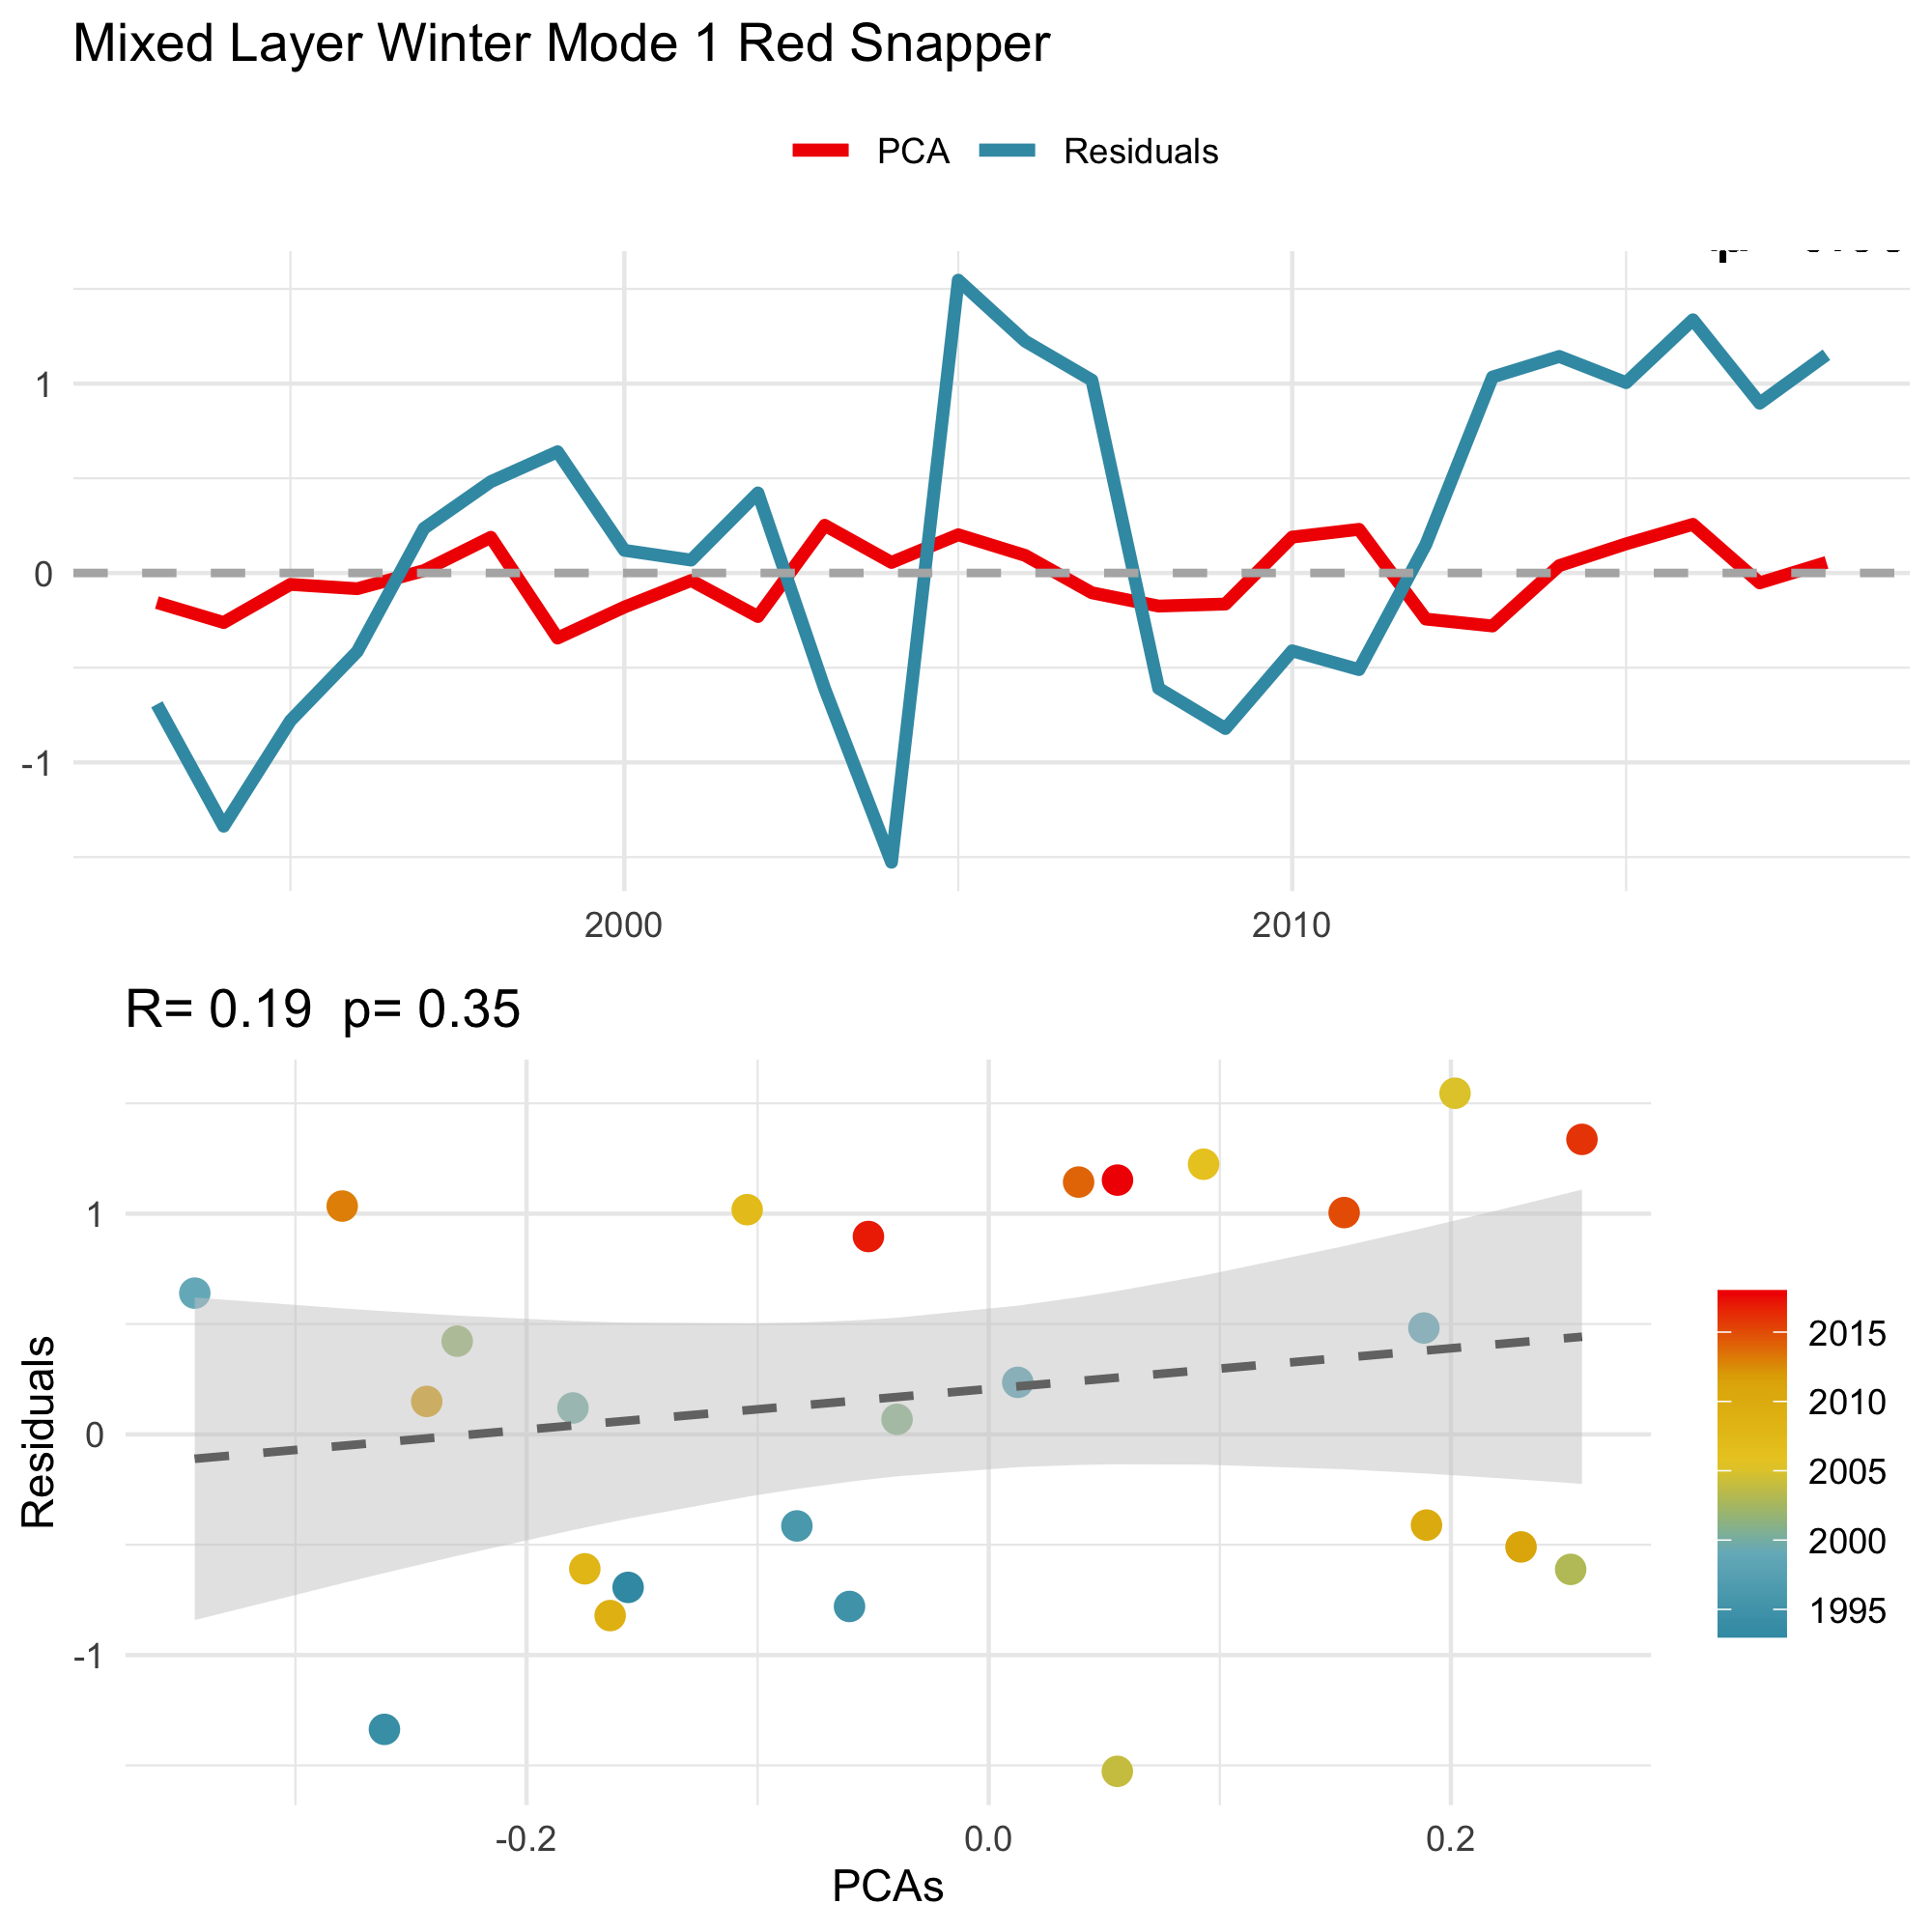 Mixed Layer Winter Mode 1 Red Snapper
PCA Residuals
1
0
-1
2000 2010
R= 0.19 p= 0.35
Residuals
1
0
-1
-0.2 0.0 0.2
PCAs
2015
2010
2005
2000
1995